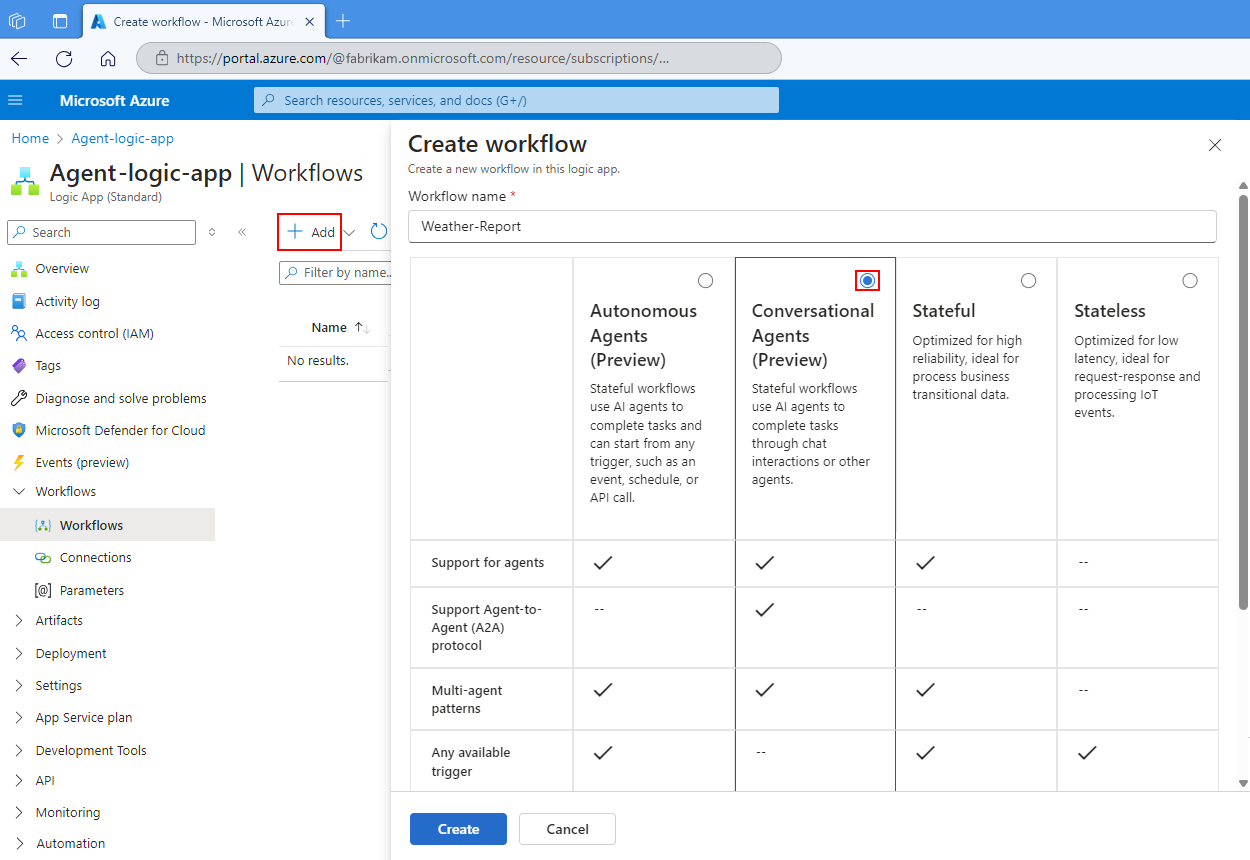 Create workflow - Microsoft Azur
https://portal.azure.com/@fabrikam.onmicrosoft.com/resource/subscriptions/...
Microsoft Azure
Search resources, services, and docs (G+/)
Home > Agent-logic-app
Agent-logic-app | Workflows
Logic App (Standard)
Search
Overview
Activity log
Access control (IAM)
Tags
Diagnose and solve problems
Microsoft Defender for Cloud
Events (preview)
Workflows
Workflows
Connections
Parameters
Artifacts
Deployment
Settings
App Service plan
Development Tools
API
Monitoring
Automation
Add
Filter by name..
Name
No results.
Create workflow
Create a new workflow in this logic app.
Workflow name *
Weather-Report
Autonomous
Agents
(Preview)
Stateful workflows
use AI agents to
complete tasks and
can start from any
trigger, such as an
event, schedule, or
API call.
Conversational
Agents
(Preview)
Stateful workflows
use AI agents to
complete tasks
through chat
interactions or other
agents.
Stateful
Optimized for high
reliability, ideal for
process business
transitional data.
Stateless
Optimized for low
latency, ideal for
request-response and
processing IoT
events.
Support for agents
✓ ✓ ✓ --
Support Agent-to-
Agent (A2A)
protocol
-- ✓ -- --
Multi-agent
patterns
✓ ✓ ✓ --
Any available
trigger
✓ -- ✓ ✓
Create
Cancel